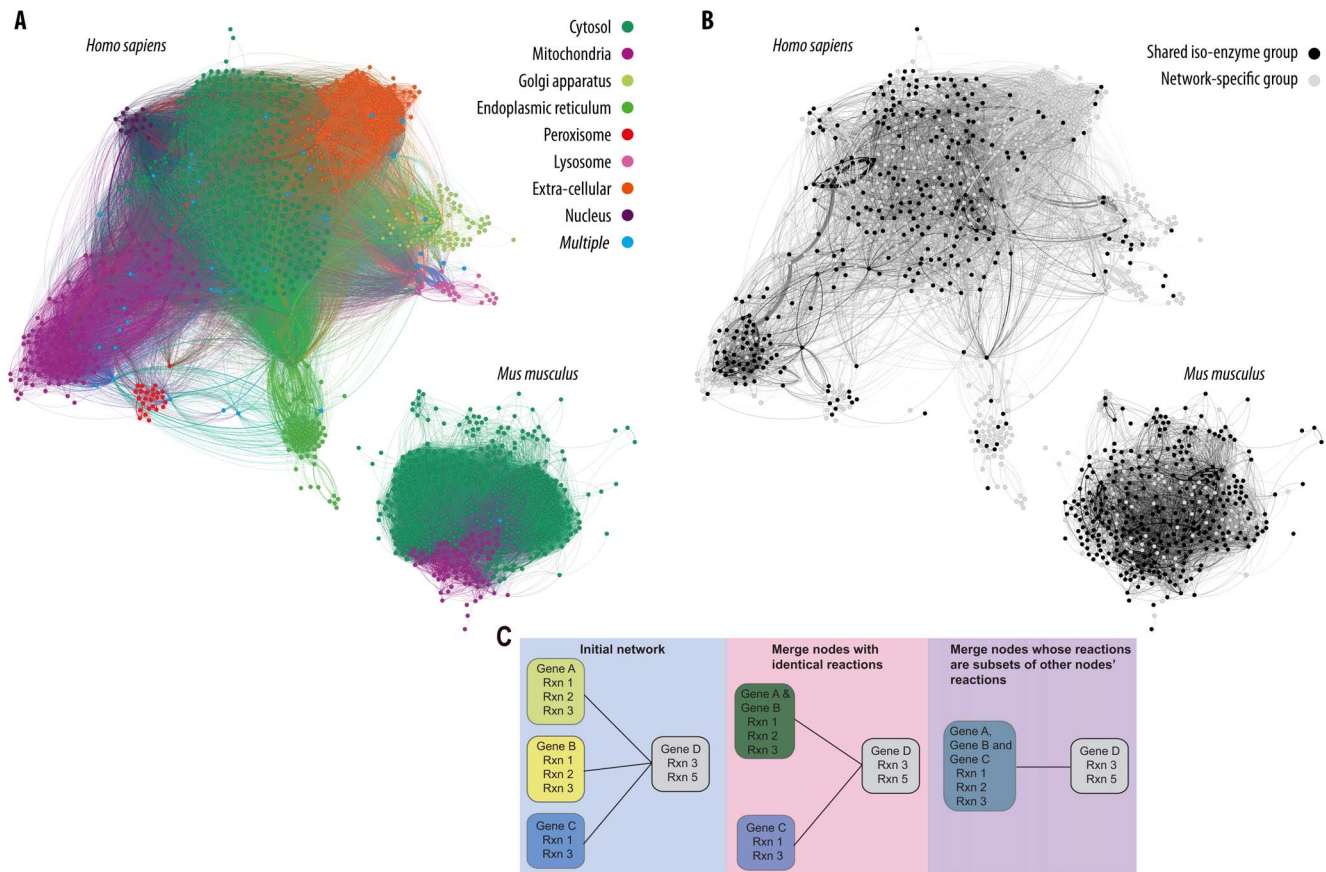 A
Homo sapiens
Cytosol
Mitochondria
Golgi apparatus
Endoplasmic reticulum
Peroxisome
Lysosome
Extra-cellular
Nucleus
Multiple
Mus musculus
B
Homo sapiens
Shared iso-enzyme group
Network-specific group
Mus musculus
C
Initial network
Gene A
Rxn 1
Rxn 2
Rxn 3
Gene B
Rxn 1
Rxn 2
Rxn 3
Gene C
Rxn 1
Rxn 3
Gene D
Rxn 3
Rxn 5
Merge nodes with
identical reactions
Gene A &
Gene B
Rxn 1
Rxn 2
Rxn 3
Gene C
Rxn 1
Rxn 3
Gene D
Rxn 3
Rxn 5
Merge nodes whose reactions
are subsets of other nodes'
reactions
Gene A,
Gene B and
Gene C
Rxn 1
Rxn 2
Rxn 3
Gene D
Rxn 3
Rxn 5